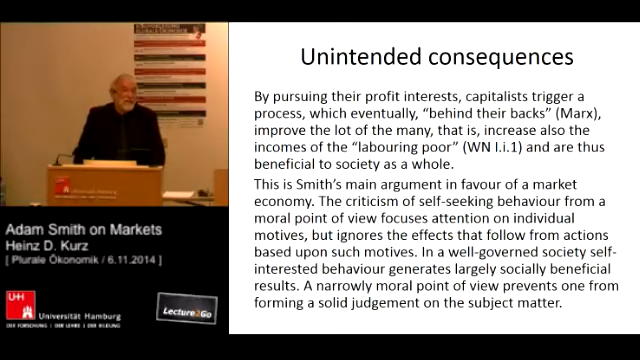 Unintended consequences
By pursuing their profit interests, capitalists trigger a
process, which eventually, “behind their backs” (Marx),
improve the lot of the many, that is, increase also the
incomes of the “labouring poor” (WN I.i.1) and are thus
beneficial to society as a whole.
This is Smith’s main argument in favour of a market
economy. The criticism of self-seeking behaviour from a
moral point of view focuses attention on individual
motives, but ignores the effects that follow from actions
based upon such motives. In a well-governed society self-
interested behaviour generates largely socially beneficial
results. A narrowly moral point of view prevents one from
forming a solid judgement on the subject matter.
Universität Hamburg
Adam Smith on Markets
Heinz D. Kurz
[ Plurale Ökonomik / 6.11.2014 ]
UH
Universität Hamburg
DER FORSCHUNG | DER LEHRE | DER BILDUNG
Lecture2Go